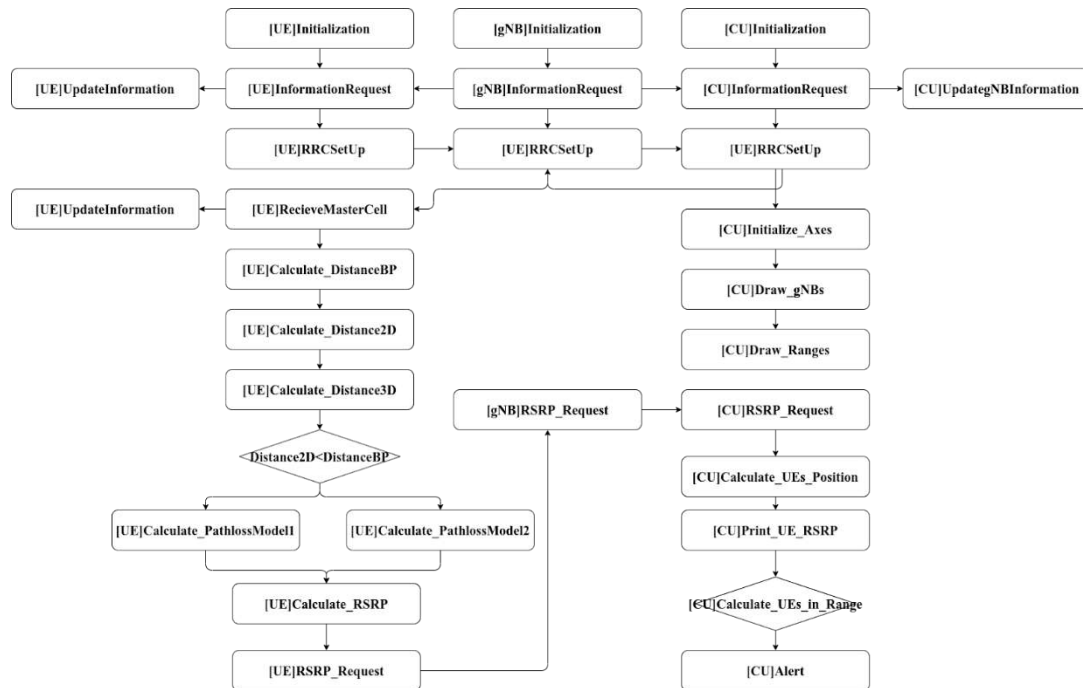 [UE]Initialization
[gNB]Initialization
[CU]Initialization
[UE]UpdateInformation
[UE]InformationRequest
[gNB]InformationRequest
[CU]InformationRequest
[CU]UpdategNBInformation
[UE]RRCSetUp
[UE]RRCSetUp
[UE]RRCSetUp
[UE]UpdateInformation
[UE]RecieveMasterCell
[CU]Initialize_Axes
[UE]Calculate_DistanceBP
[CU]Draw_gNBs
[UE]Calculate_Distance2D
[CU]Draw_Ranges
[UE]Calculate_Distance3D
[gNB]RSRP_Request
[CU]RSRP_Request
Distance2D<DistanceBP
[CU]Calculate_UEs_Position
[UE]Calculate_PathlossModel1
[UE]Calculate_PathlossModel2
[CU]Print_UE_RSRP
[UE]Calculate_RSRP
[CU]Calculate_UEs_in_Range
[UE]RSRP_Request
[CU]Alert